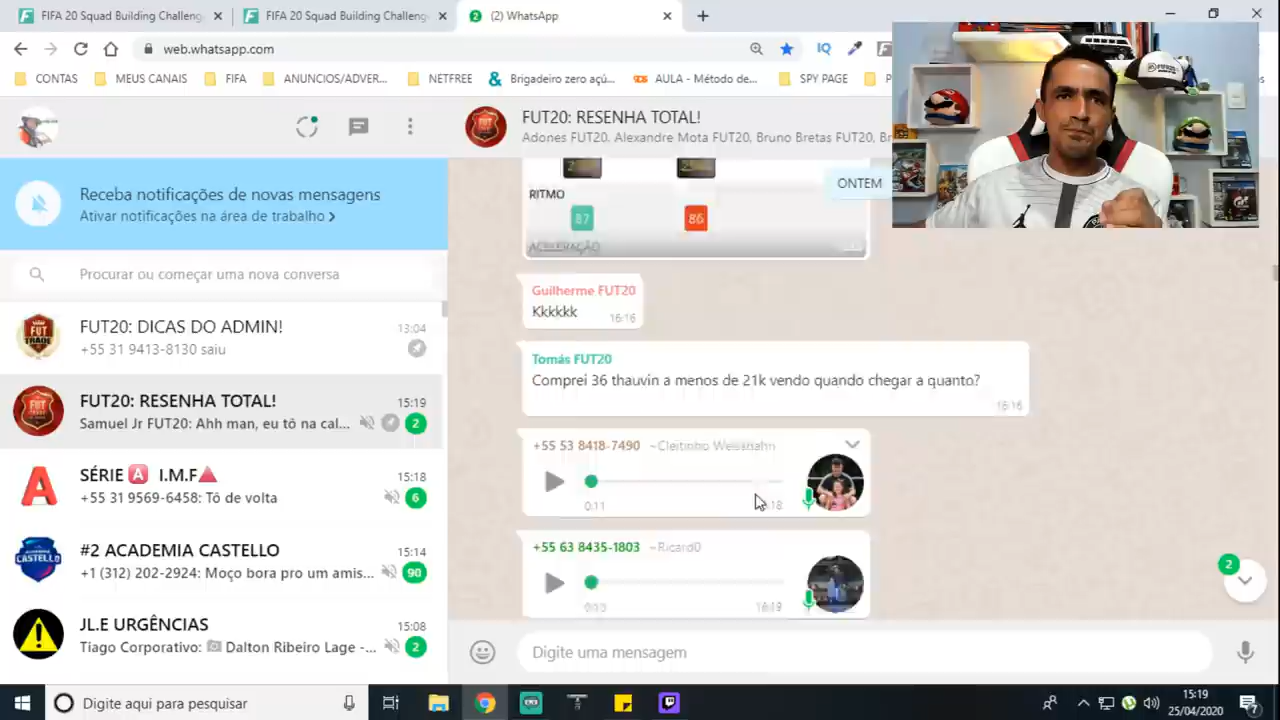 FIFA 20 Squad Building Challeng
FIFA 20 Squad Building Challeng
(2) WhatsApp
web.whatsapp.com
IQ
CONTAS
MEUS CANAIS
FIFA
ANUNCIOS/ADVER...
NETFREE
Brigadeiro zero açú...
AULA - Método de...
SPY PAGE
FUT20: RESENHA TOTAL!
Adones FUT20, Alexandre Mota FUT20, Bruno Bretas FUT20,
Receba notificações de novas mensagens
Ativar notificações na área de trabalho
Procurar ou começar uma nova conversa
FUT20: DICAS DO ADMIN!
13:04
+55 31 9413-8130 saiu
FUT20: RESENHA TOTAL!
15:19
Samuel Jr FUT20: Ahh man, eu tô na cal...
2
SÉRIE A I.M.F
15:18
+55 31 9569-6458: Tô de volta
6
#2 ACADEMIA CASTELLO
15:14
+1 (312) 202-2924: Moço bora pro um amis...
90
JL.E URGÊNCIAS
15:08
Tiago Corporativo: Dalton Ribeiro Lage -...
2
ONTEM
RITMO
87
86
ACELERAÇÃO
Guilherme FUT20
Kkkkkk
16:16
Tomás FUT20
Comprei 36 thauvin a menos de 21k vendo quando chegar a quanto?
16:16
+55 53 8418-7490
0:11
+55 63 8435-1803 ~Ricard0
2
Digite uma mensagem
Digite aqui para pesquisar
15:19
25/04/2020
7